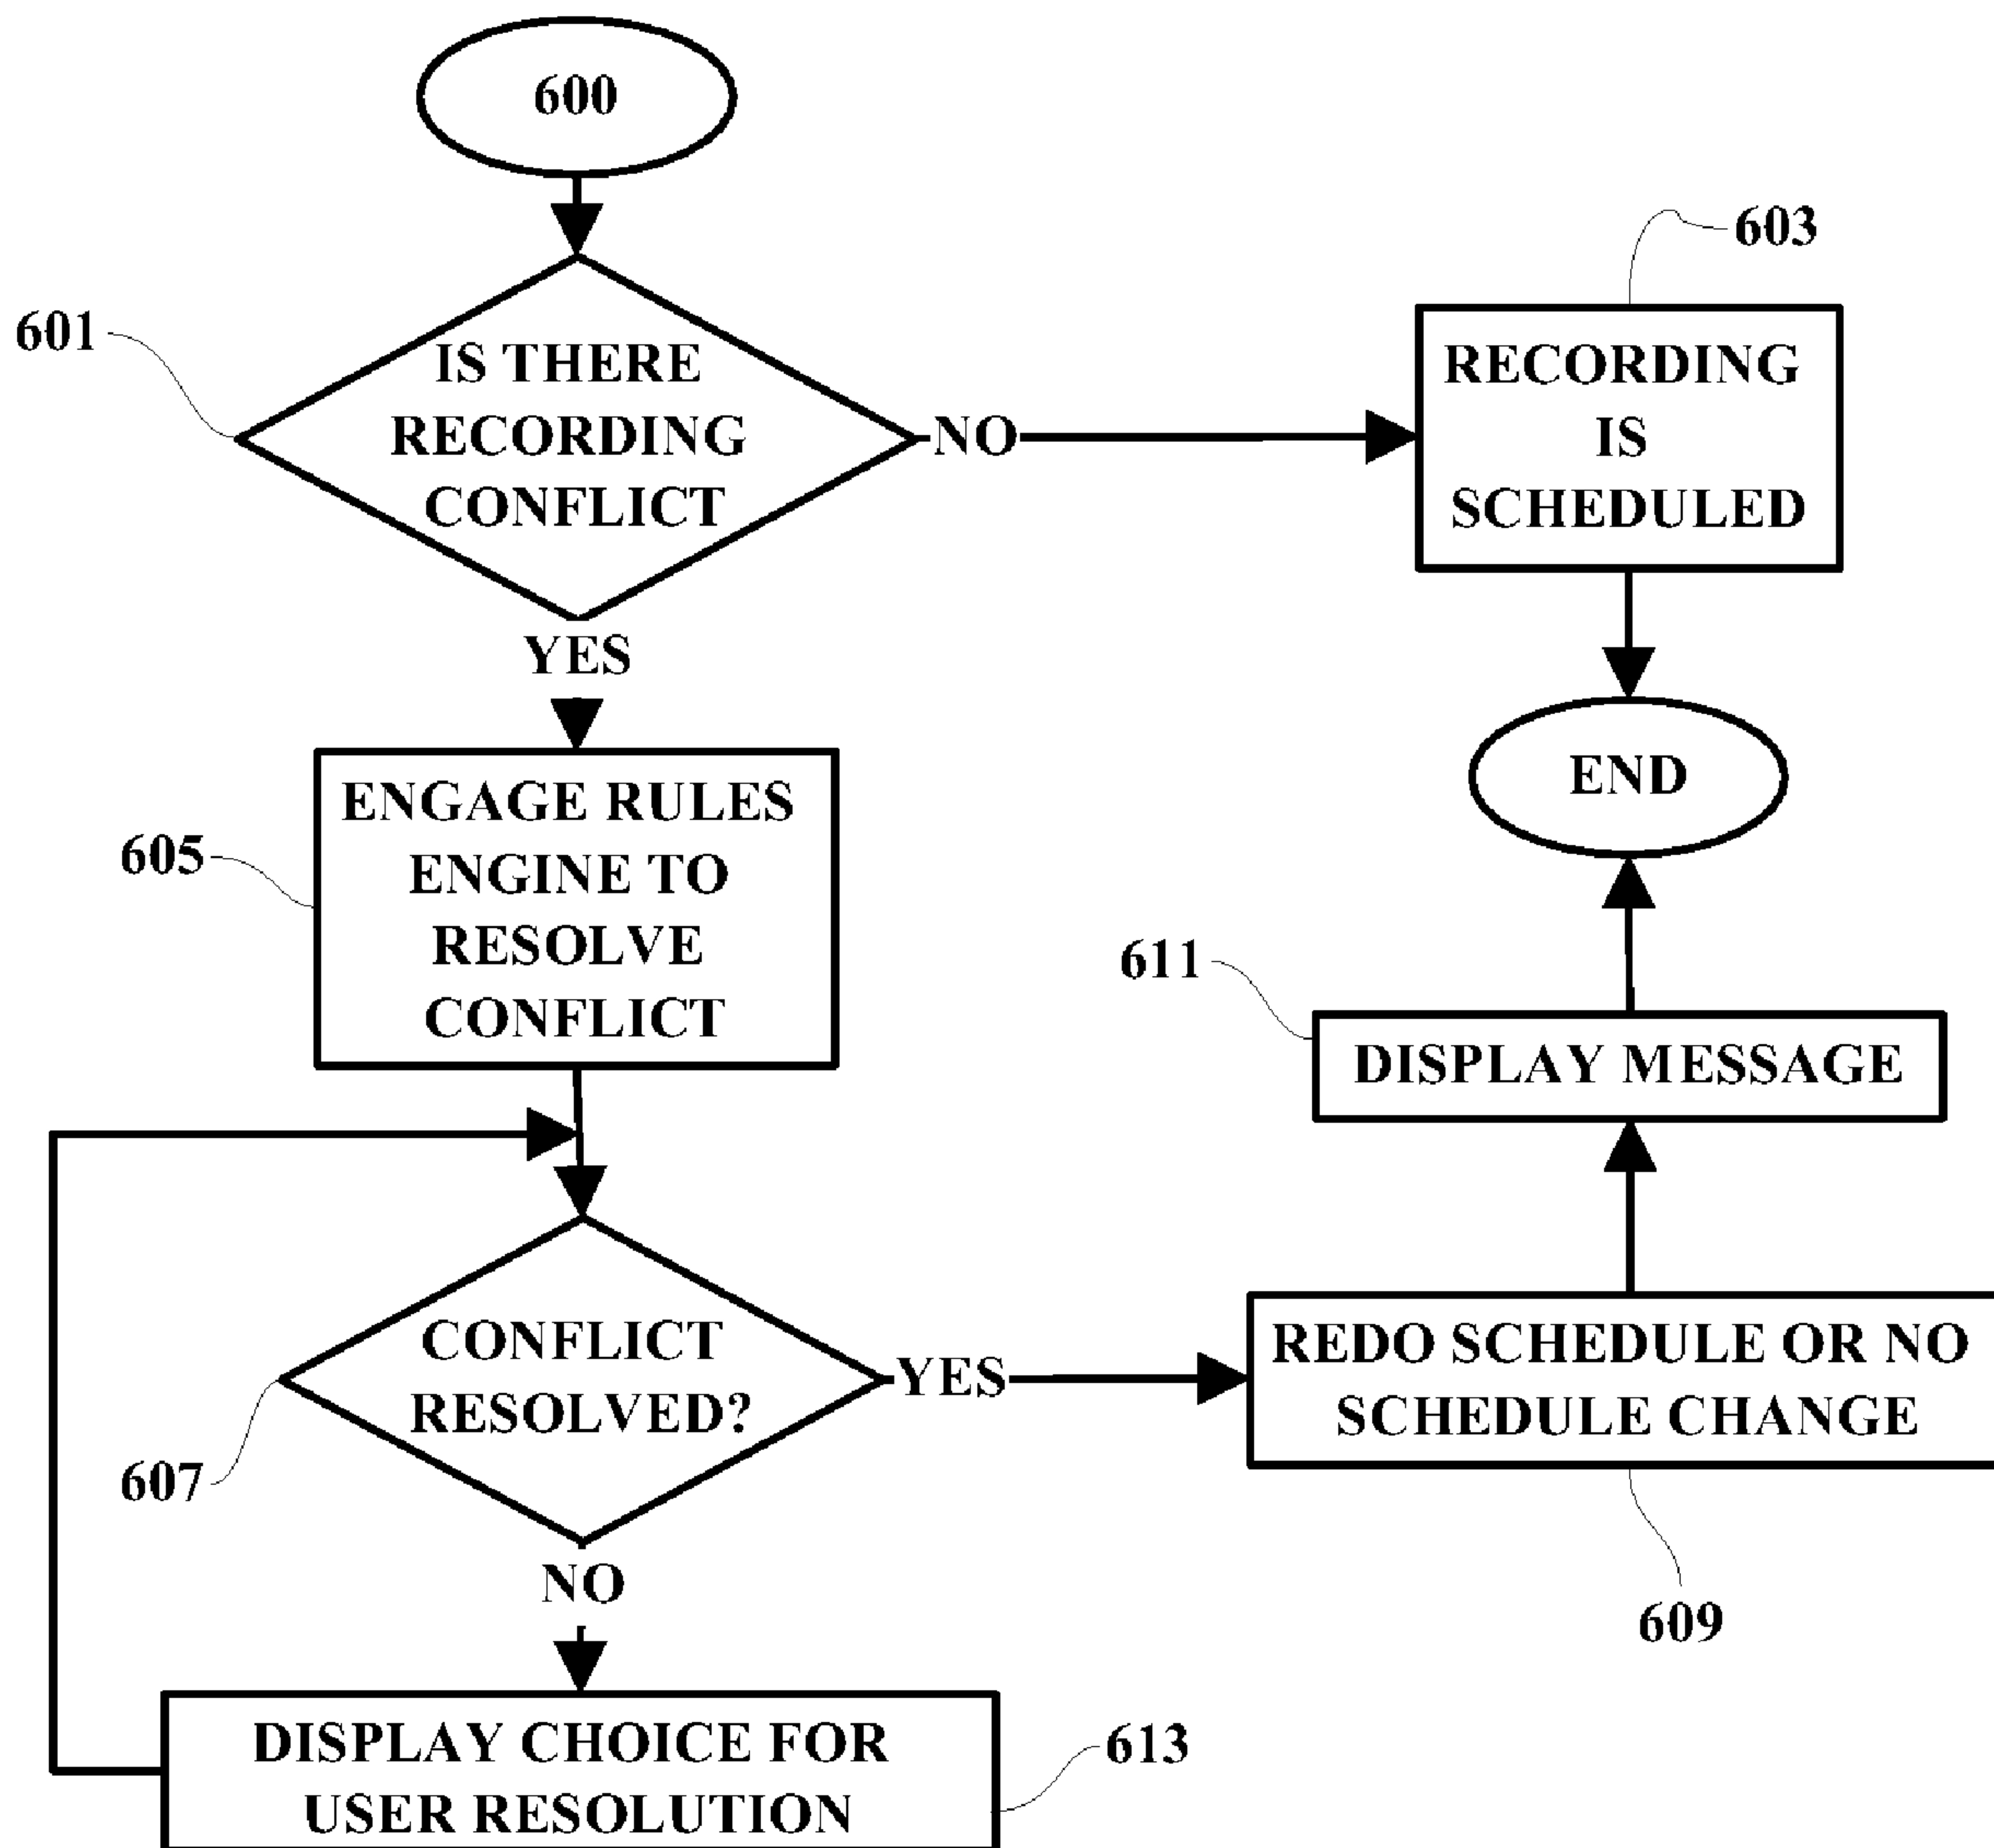 600
601
IS THERE
RECORDING
CONFLICT
NO
603
RECORDING
IS
SCHEDULED
YES
605
ENGAGE RULES
ENGINE TO
RESOLVE
CONFLICT
END
611
DISPLAY MESSAGE
607
CONFLICT
RESOLVED?
YES
REDO SCHEDULE OR NO
SCHEDULE CHANGE
609
NO
DISPLAY CHOICE FOR
USER RESOLUTION
613